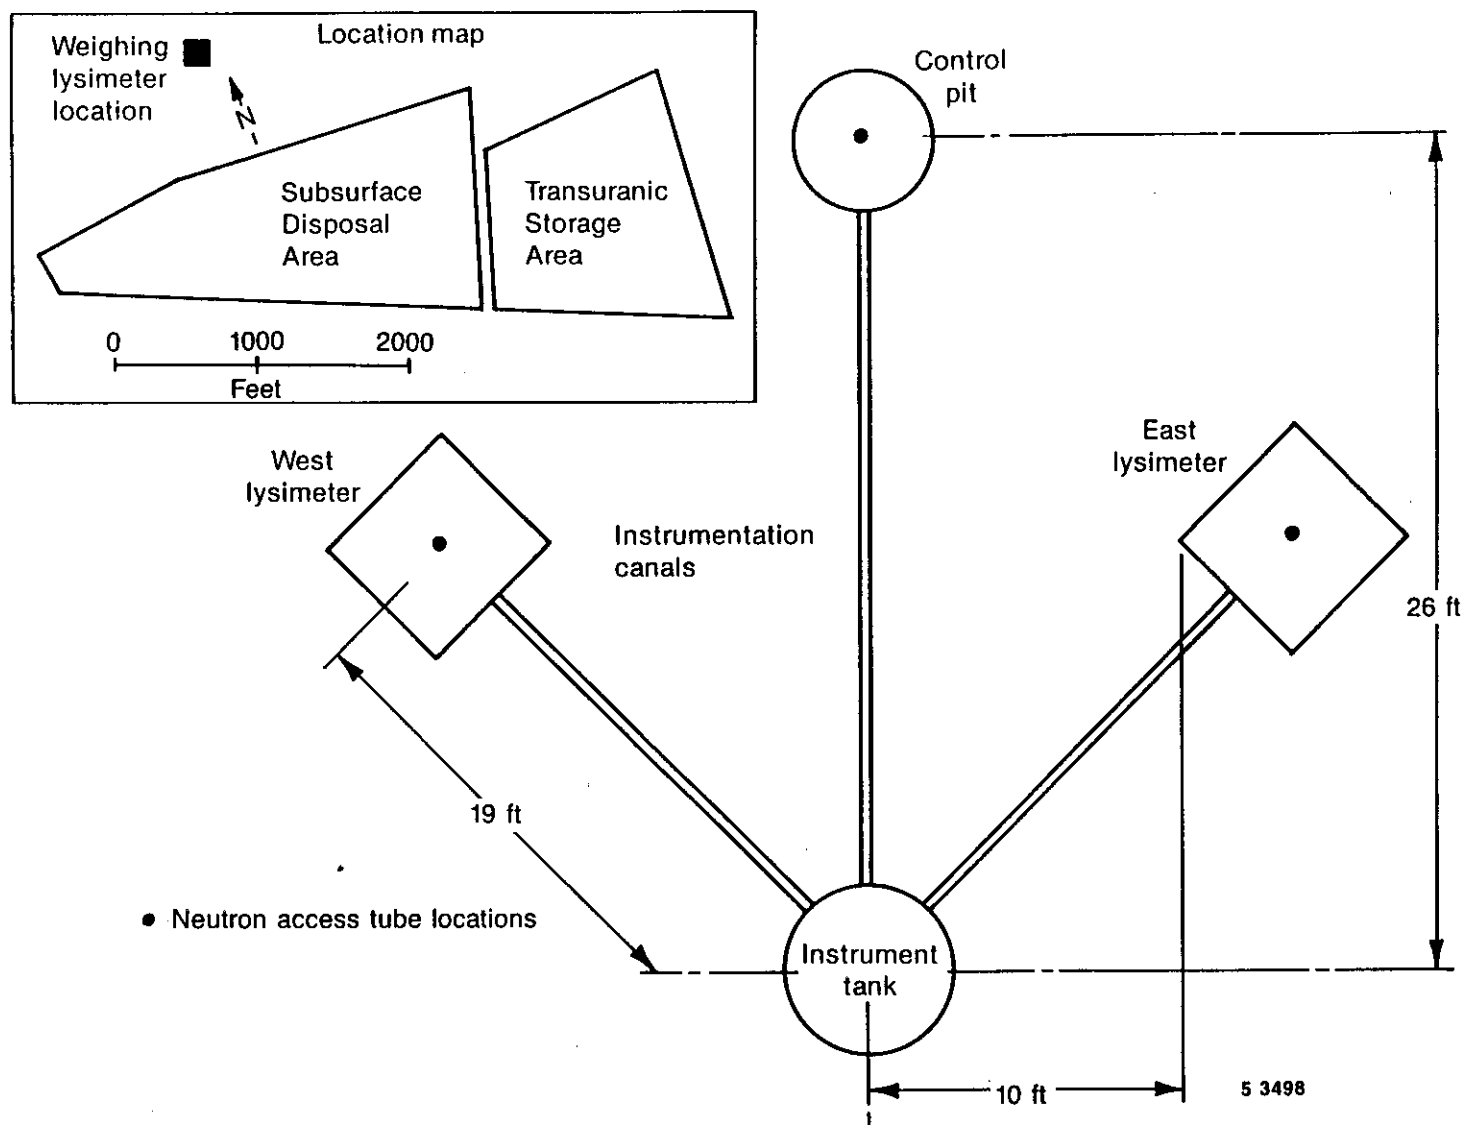 Location map
Weighing
lysimeter
location
N
Subsurface
Disposal
Area
Transuranic
Storage
Area
0 1000 2000
Feet
Control
pit
West
lysimeter
East
lysimeter
Instrumentation
canals
26 ft
19 ft
Neutron access tube locations
Instrument
tank
10 ft
5 3498